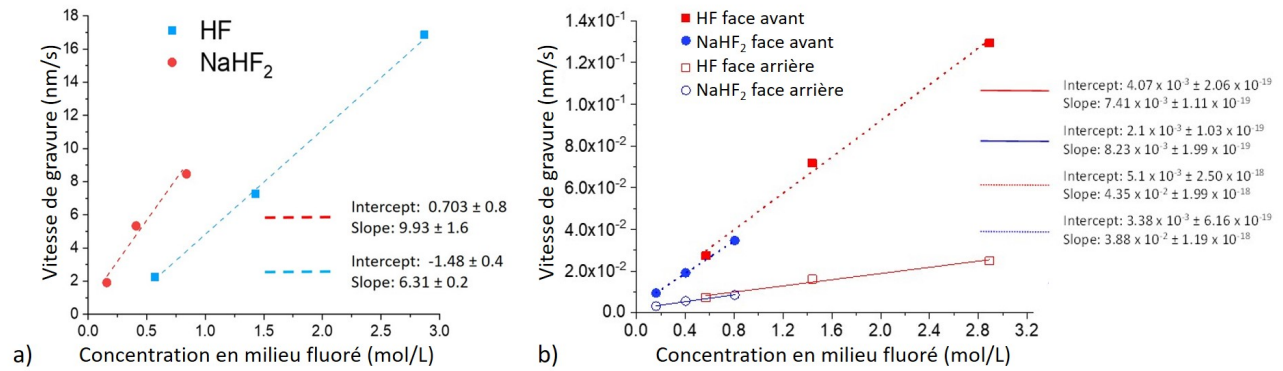 18
16
14
12
10
8
6
4
2
0
Vitesse de gravure (nm/s)
HF
NaHF2
Intercept: 0.703 ± 0.8
Slope: 9.93 ± 1.6
Intercept: -1.48 ± 0.4
Slope: 6.31 ± 0.2
0.0 0.5 1.0 1.5 2.0 2.5 3.0
a) Concentration en milieu fluoré (mol/L)
1.4x10-1
1.2x10-1
1.0x10-1
8.0x10-2
6.0x10-2
4.0x10-2
2.0x10-2
0.0
Vitesse de gravure (nm/s)
HF face avant
NaHF2 face avant
HF face arrière
NaHF2 face arrière
Intercept: 4.07 x 10-3 ± 2.06 x 10-19
Slope: 7.41 x 10-3 ± 1.11 x 10-19
Intercept: 2.1 x 10-3 ± 1.03 x 10-19
Slope: 8.23 x 10-3 ± 1.99 x 10-19
Intercept: 5.1 x 10-3 ± 2.50 x 10-18
Slope: 4.35 x 10-2 ± 1.99 x 10-18
Intercept: 3.38 x 10-3 ± 6.16 x 10-19
Slope: 3.88 x 10-2 ± 1.19 x 10-18
0.0 0.4 0.8 1.2 1.6 2.0 2.4 2.8 3.2
b) Concentration en milieu fluoré (mol/L)